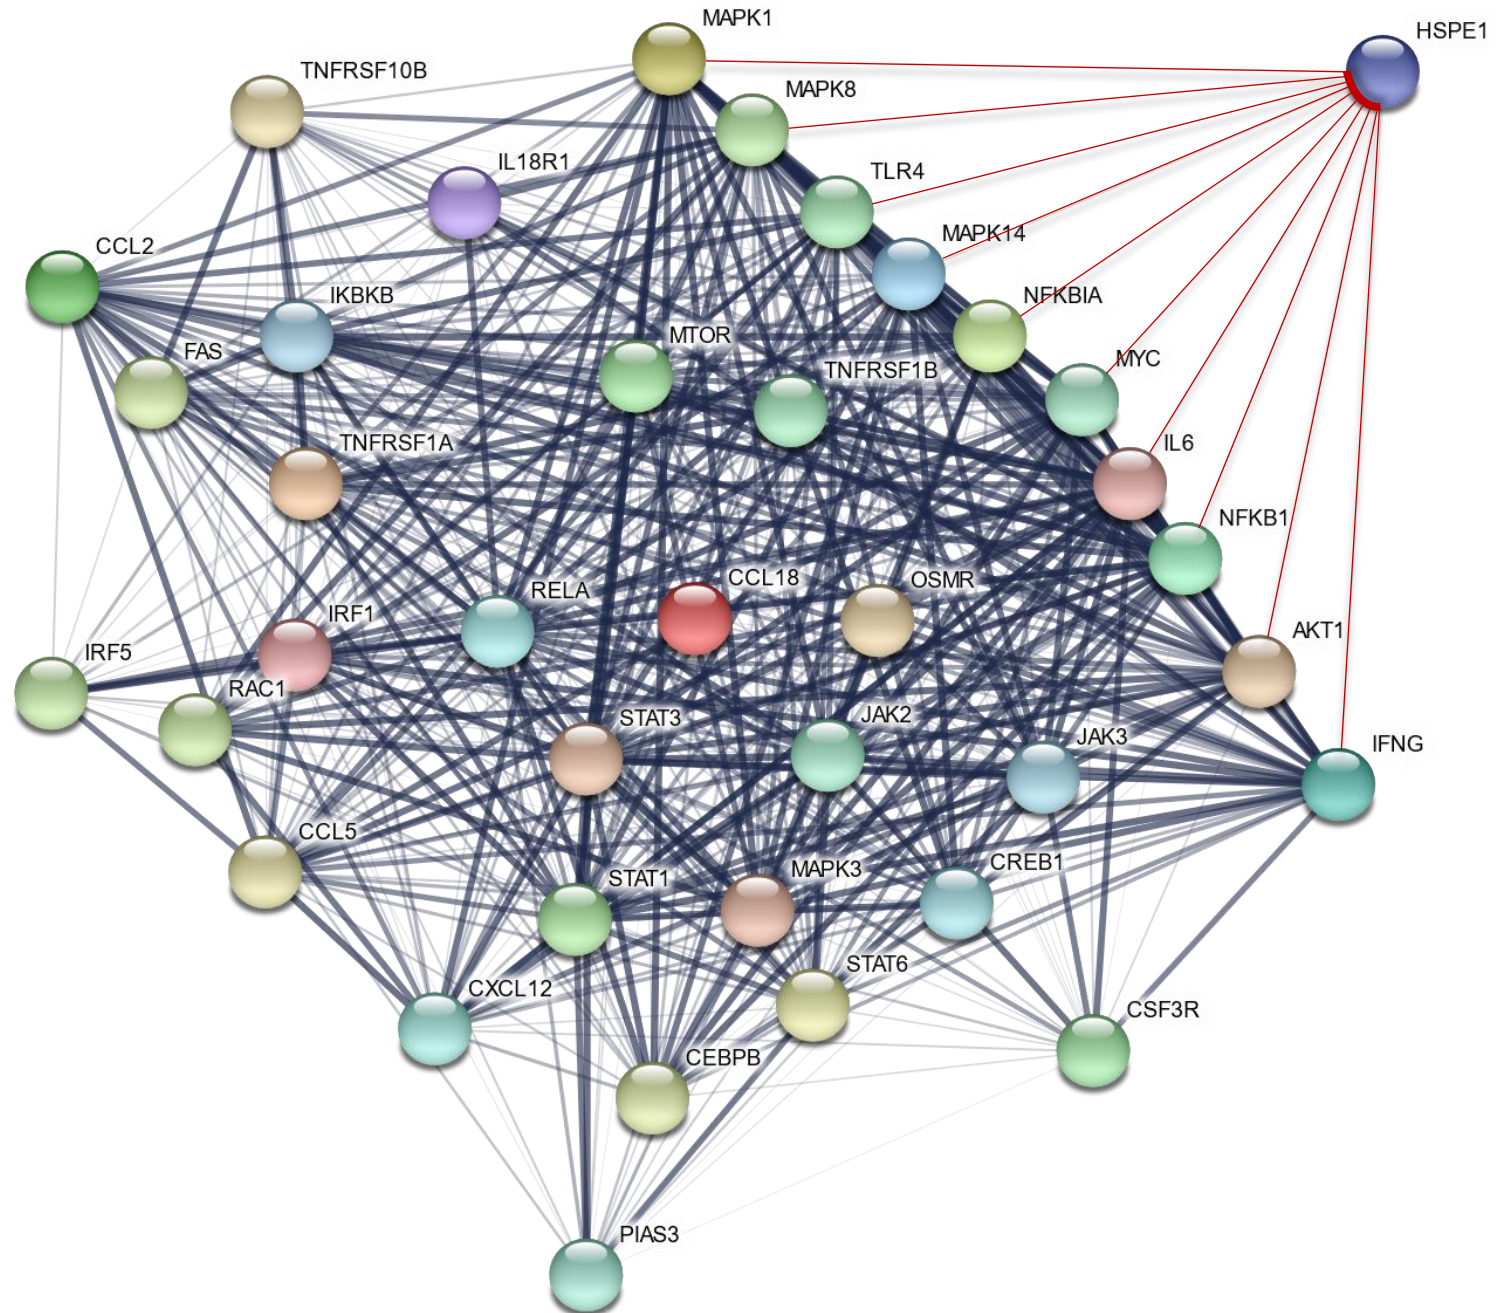 MAPK1
HSPE1
TNFRSF10B
MAPK8
IL18R1
TLR4
MAPK14
CCL2
IKBKB
NFKBIA
MTOR
FAS
MYC
TNFRSF1B
TNFRSF1A
IL6
NFKB1
CCL18
OSMR
RELA
IRF1
AKT1
IRF5
RAC1
STAT3
JAK2
JAK3
IFNG
CCL5
CREB1
MAPK3
STAT1
STAT6
CXCL12
CSF3R
CEBPB
PIAS3